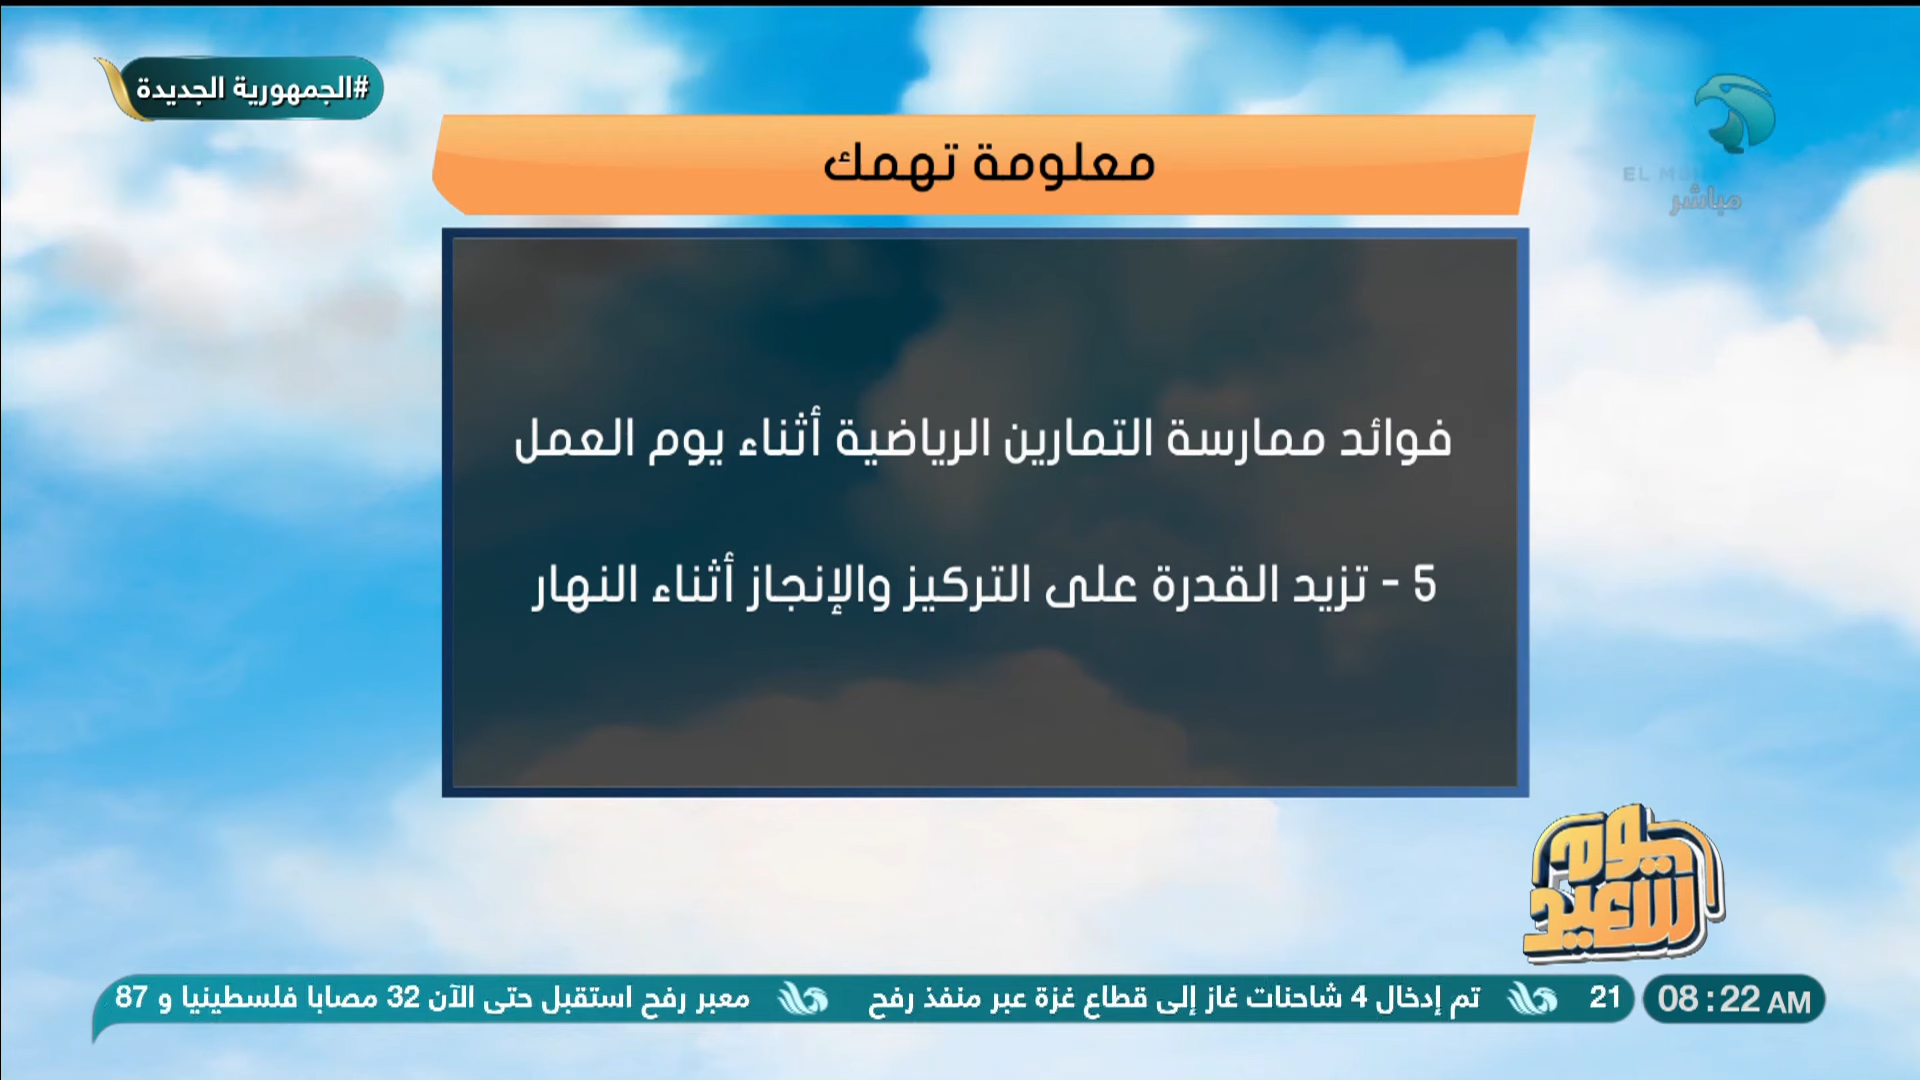 #الجمهورية الجديدة
EL M
مباشر
معلومة تهمك
فوائد ممارسة التمارين الرياضية أثناء يوم العمل
5 - تزيد القدرة على التركيز والإنجاز أثناء النهار
يوم سعيد
21 تم إدخال 4 شاحنات غاز إلى قطاع غزة عبر منفذ رفح معبر رفح استقبل حتى الآن 32 مصابا فلسطينيا و 87
08:22 AM